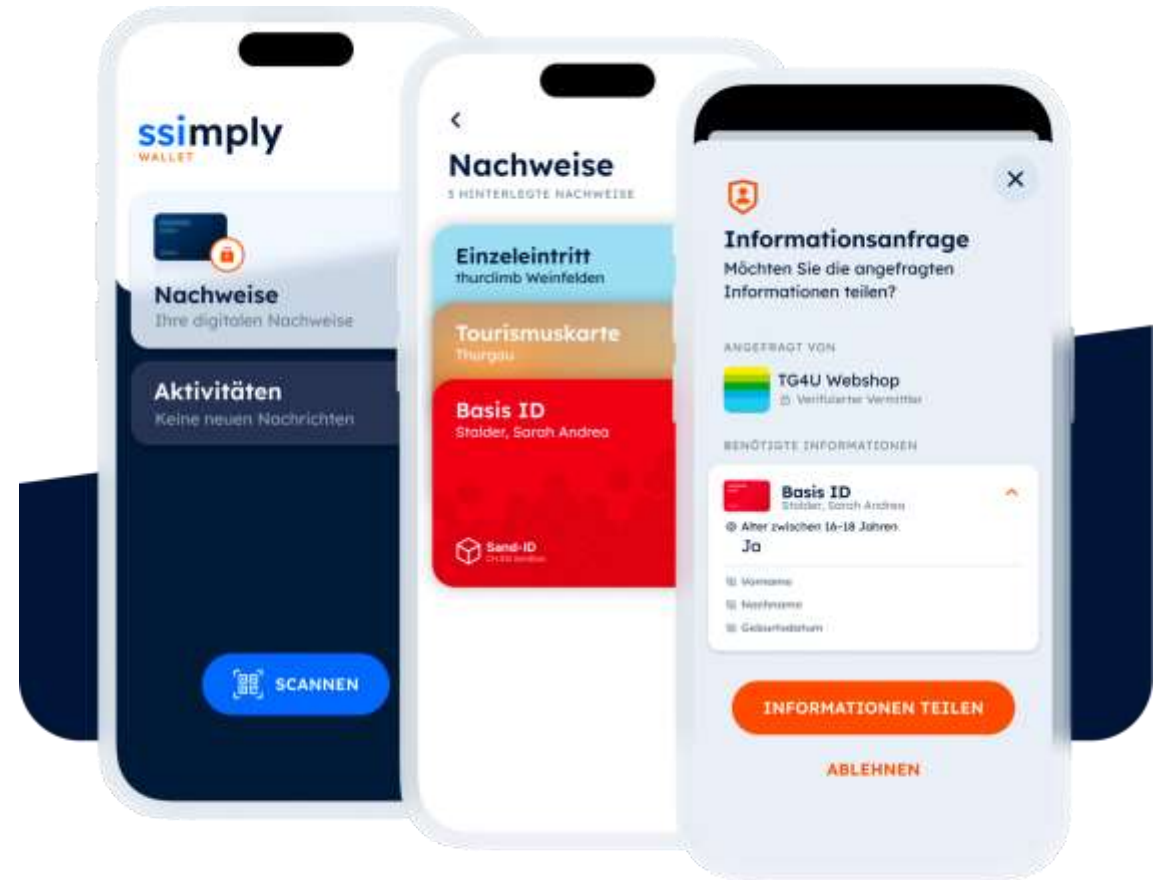 ssimply
WALLET
Nachweise
Ihre digitalen Nachweise
Aktivitäten
Keine neuen Nachrichten
SCANNEN
Nachweise
HINTERLEGTE NACHWEISE
Einzeleintritt
thurclimb Weinfelden
Tourismuskarte
Thurgau
Basis ID
Stalder, Sarah Andrea
Sand-ID
Informationsanfrage
Möchten Sie die angefragten
Informationen teilen?
ANGEFRAGT VON
TG4U Webshop
Verifizierter Vermittler
BENÖTIGTE INFORMATIONEN
Basis ID
Stalder, Sarah Andrea
Alter zwischen 16-18 Jahren
Ja
Vorname
Nachname
Geburtsdatum
INFORMATIONEN TEILEN
ABLEHNEN